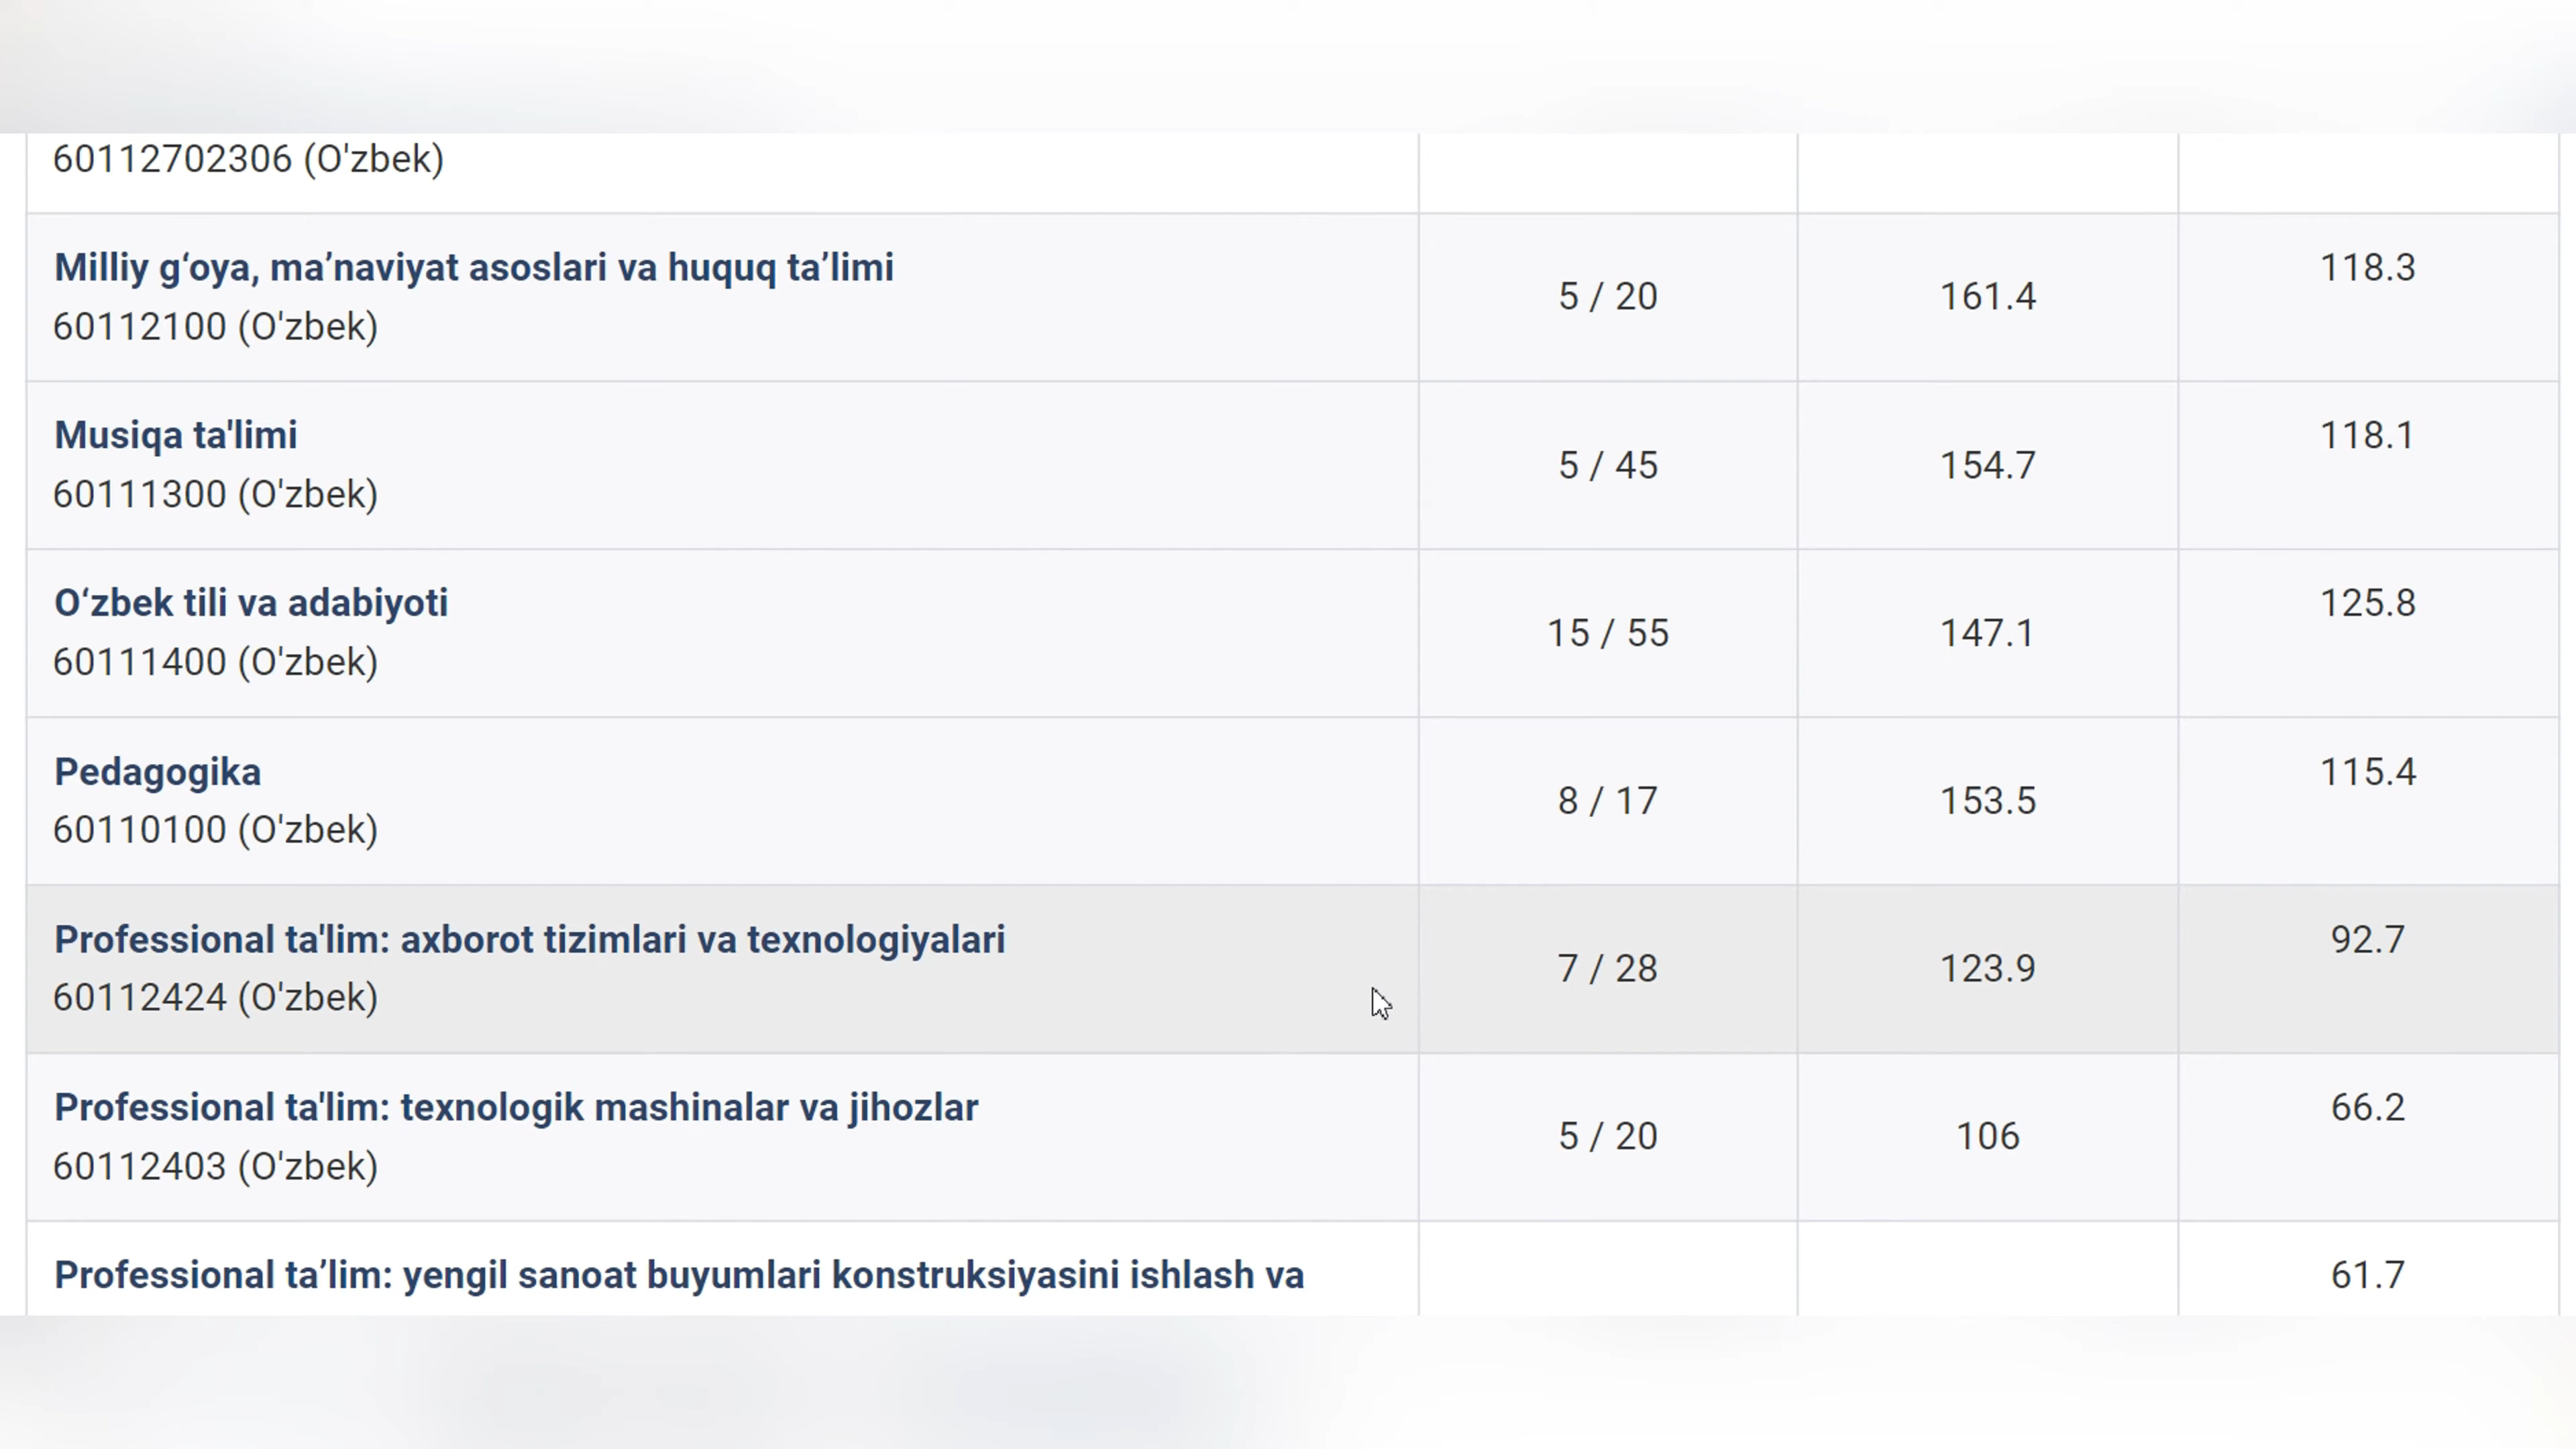 60112702306 (O'zbek)
Milliy g‘oya, ma’naviyat asoslari va huquq ta’limi
60112100 (O'zbek)
5 / 20
161.4
118.3
Musiqa ta'limi
60111300 (O'zbek)
5 / 45
154.7
118.1
O‘zbek tili va adabiyoti
60111400 (O'zbek)
15 / 55
147.1
125.8
Pedagogika
60110100 (O'zbek)
8 / 17
153.5
115.4
Professional ta'lim: axborot tizimlari va texnologiyalari
60112424 (O'zbek)
7 / 28
123.9
92.7
Professional ta'lim: texnologik mashinalar va jihozlar
60112403 (O'zbek)
5 / 20
106
66.2
Professional ta’lim: yengil sanoat buyumlari konstruksiyasini ishlash va
61.7